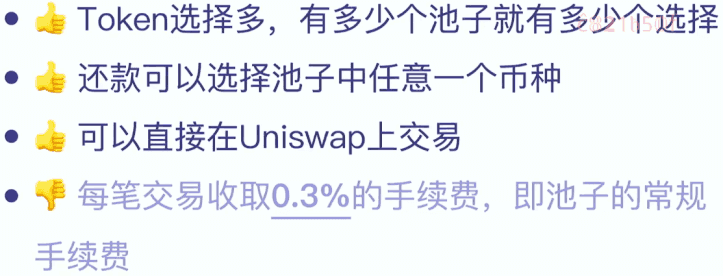 • 👍 Token选择多，有多少个池子就有多少个选择
• 👍 还款可以选择池子中任意一个币种
• 👍 可以直接在Uniswap上交易
• 👎 每笔交易收取0.3%的手续费，即池子的常规
手续费